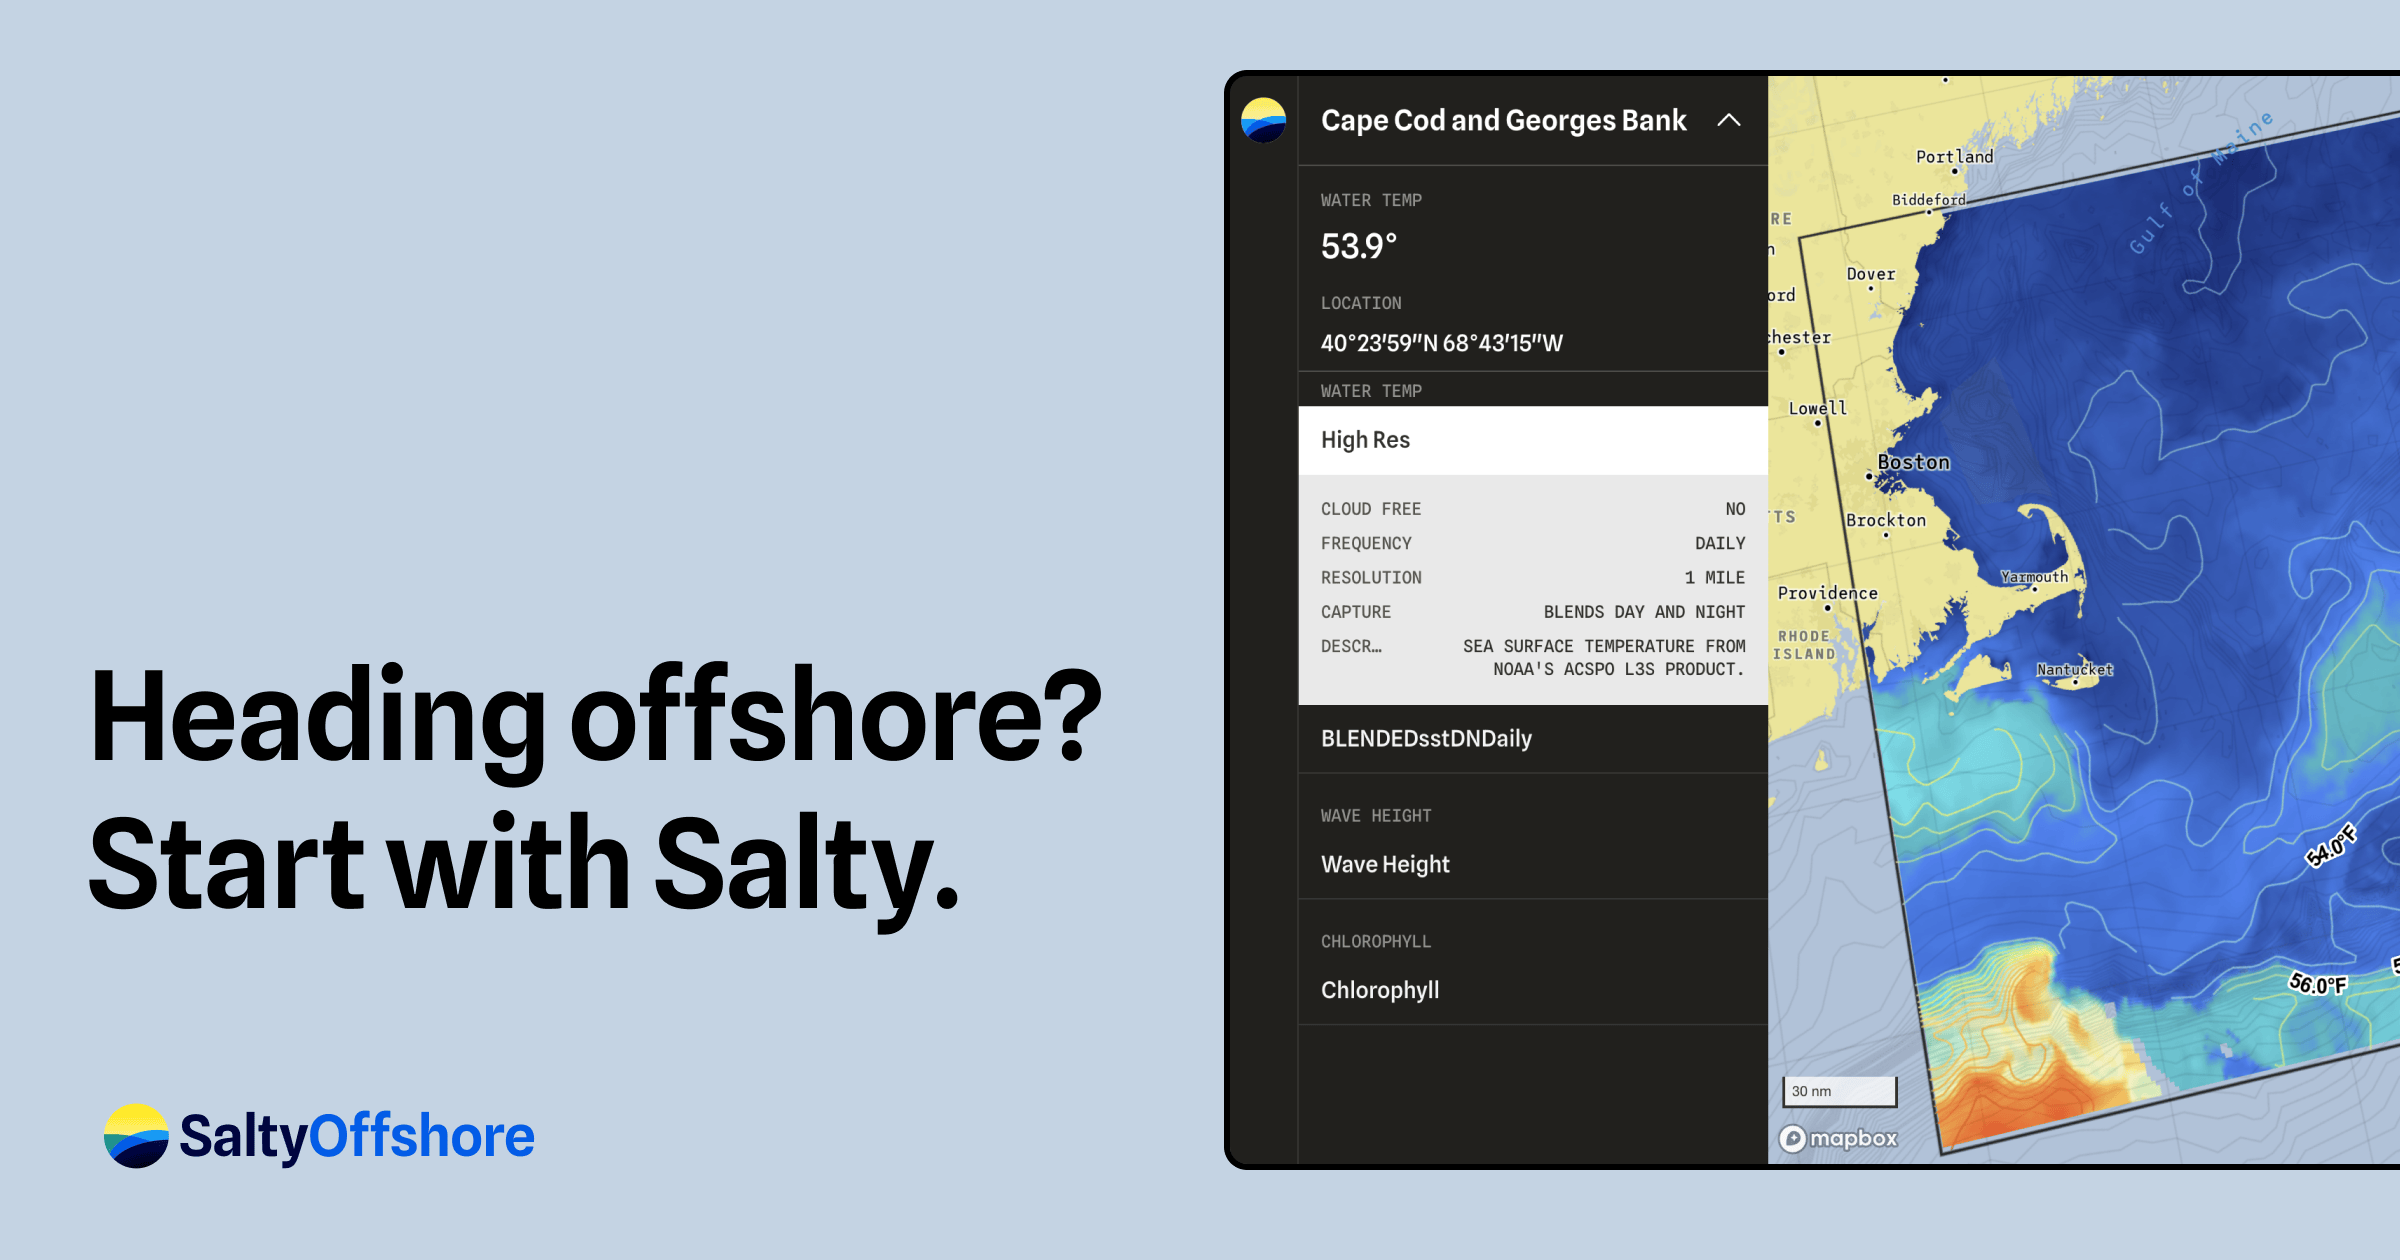 Heading offshore?
Start with Salty.
SaltyOffshore
Cape Cod and Georges Bank
WATER TEMP
53.9°
LOCATION
40°23'59"N 68°43'15"W
WATER TEMP
High Res
CLOUD FREE NO
FREQUENCY DAILY
RESOLUTION 1 MILE
CAPTURE BLENDS DAY AND NIGHT
DESCR… SEA SURFACE TEMPERATURE FROM
NOAA'S ACSPO L3S PRODUCT.
BLENDEDsstDNDaily
WAVE HEIGHT
Wave Height
CHLOROPHYLL
Chlorophyll
Gulf of Maine
Portland
Biddeford
RE
Dover
ord
chester
Lowell
Boston
TS
Brockton
Yarmouth
Providence
RHODE
ISLAND
Nantucket
54.0°F
56.0°F
30 nm
mapbox